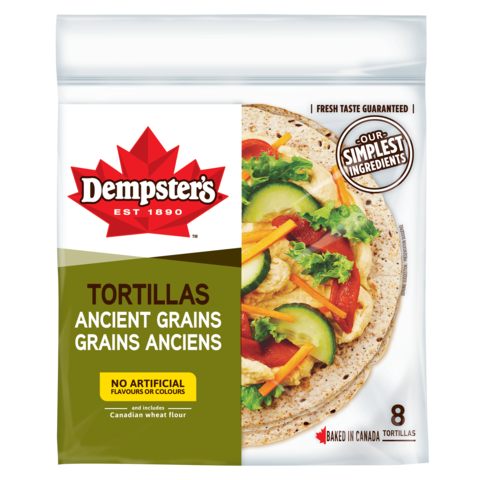 | FRESH TASTE GUARANTEED |
OUR
SIMPLEST
INGREDIENTS
Dempster's
EST 1890
TM
TORTILLAS
ANCIENT GRAINS
GRAINS ANCIENS
NO ARTIFICIAL
FLAVOURS OR COLOURS
and includes
Canadian wheat flour
BAKED IN CANADA
8
TORTILLAS